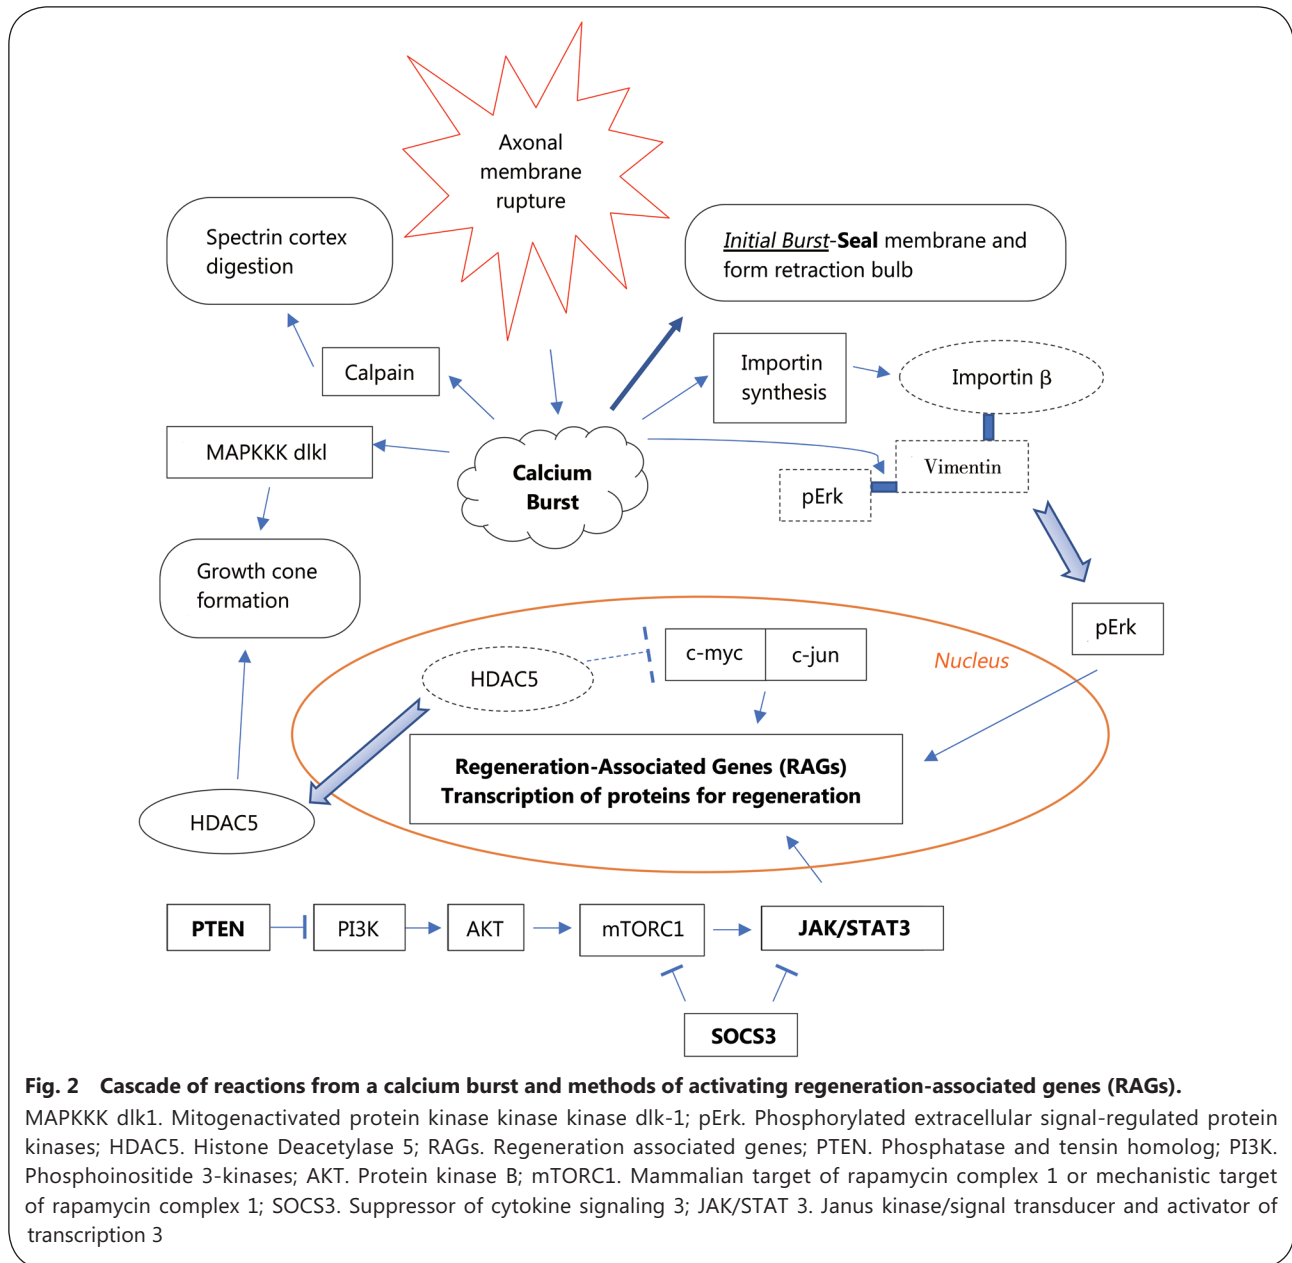 Axonal
membrane
rupture
Spectrin cortex
digestion
Initial Burst-Seal membrane and
form retraction bulb
Calpain
Importin
synthesis
Importin β
MAPKKK dlkl
Calcium
Burst
pErk
Vimentin
Growth cone
formation
pErk
HDAC5
c-myc
c-jun
Nucleus
Regeneration-Associated Genes (RAGs)
Transcription of proteins for regeneration
HDAC5
PTEN
PI3K
AKT
mTORC1
JAK/STAT3
SOCS3
Fig. 2 Cascade of reactions from a calcium burst and methods of activating regeneration-associated genes (RAGs).
MAPKKK dlk1. Mitogenactivated protein kinase kinase kinase dlk-1; pErk. Phosphorylated extracellular signal-regulated protein
kinases; HDAC5. Histone Deacetylase 5; RAGs. Regeneration associated genes; PTEN. Phosphatase and tensin homolog; PI3K.
Phosphoinositide 3-kinases; AKT. Protein kinase B; mTORC1. Mammalian target of rapamycin complex 1 or mechanistic target
of rapamycin complex 1; SOCS3. Suppressor of cytokine signaling 3; JAK/STAT 3. Janus kinase/signal transducer and activator of
transcription 3